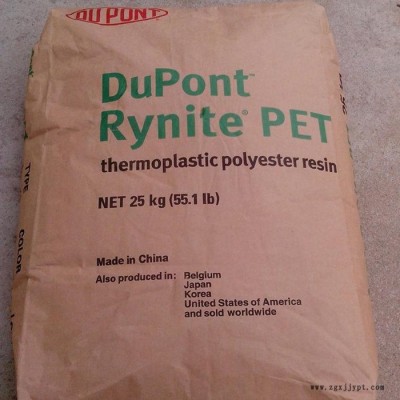 DUPONT
DuPont™
Rynite® PET
thermoplastic polyester resin
NET 25 kg (55.1 lb)
Made in China
Also produced in: Belgium
Japan
Korea
United States of America
and sold worldwide
TYPE
COLOR
www.zgxjjypt.com